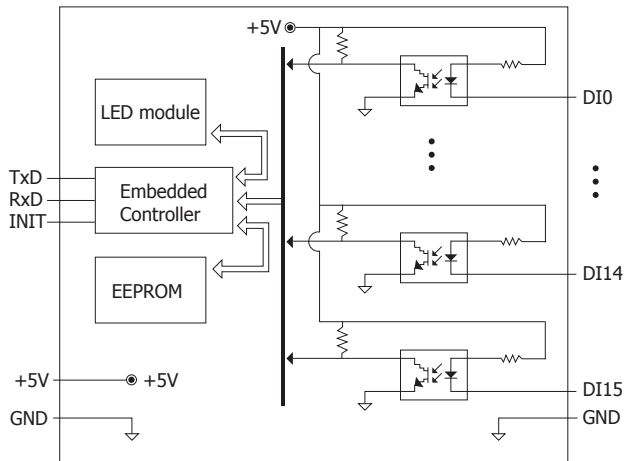 +5V
LED module
DI0
TxD
RxD
INIT
Embedded
Controller
DI14
EEPROM
+5V
+5V
DI15
GND
GND